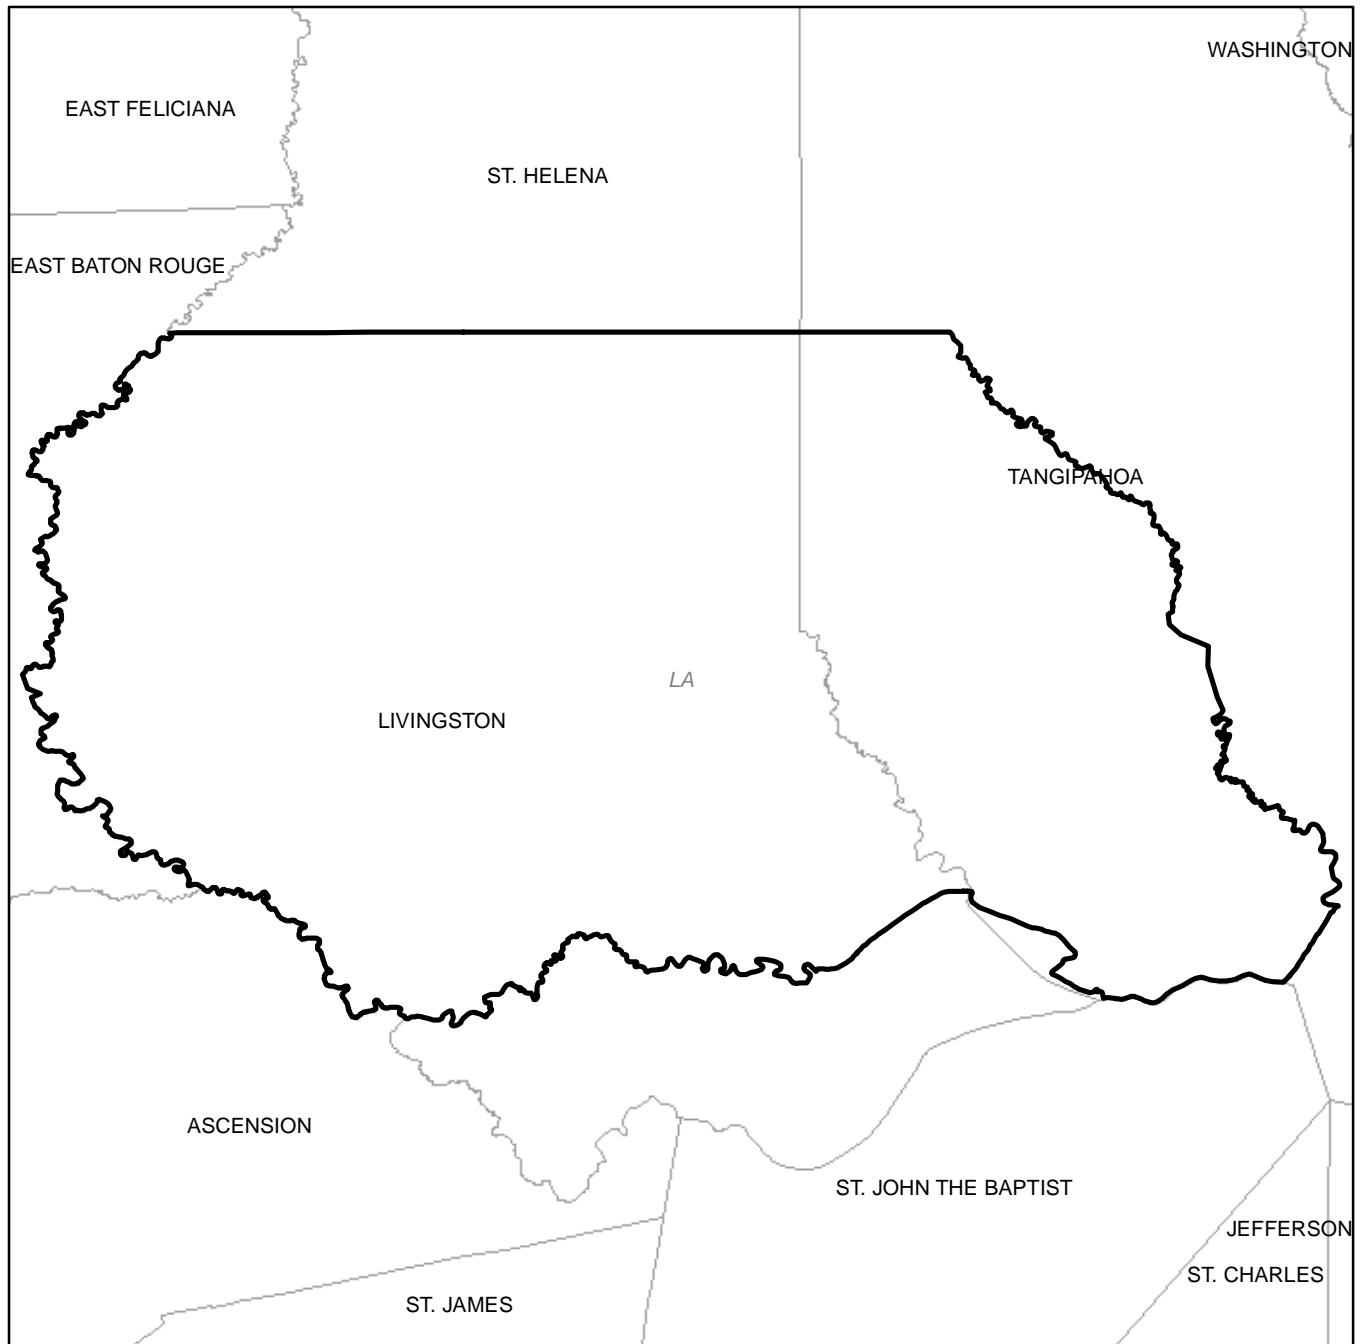 WASHINGTON
EAST FELICIANA
ST. HELENA
EAST BATON ROUGE
TANGIPAHOA
LA
LIVINGSTON
ASCENSION
ST. JOHN THE BAPTIST
JEFFERSON
ST. CHARLES
ST. JAMES